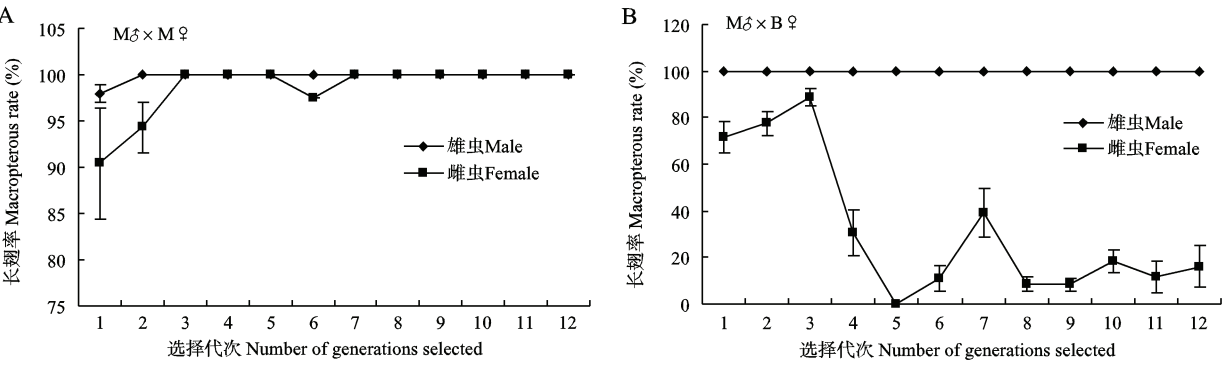 A
M♂×M♀
长翅率 Macropterous rate (%)
105
100
95
90
85
80
75
雄虫Male
雌虫Female
1 2 3 4 5 6 7 8 9 10 11 12
选择代次 Number of generations selected
B
M♂×B♀
长翅率 Macropterous rate (%)
120
100
80
60
40
20
0
雄虫Male
雌虫Female
1 2 3 4 5 6 7 8 9 10 11 12
选择代次 Number of generations selected